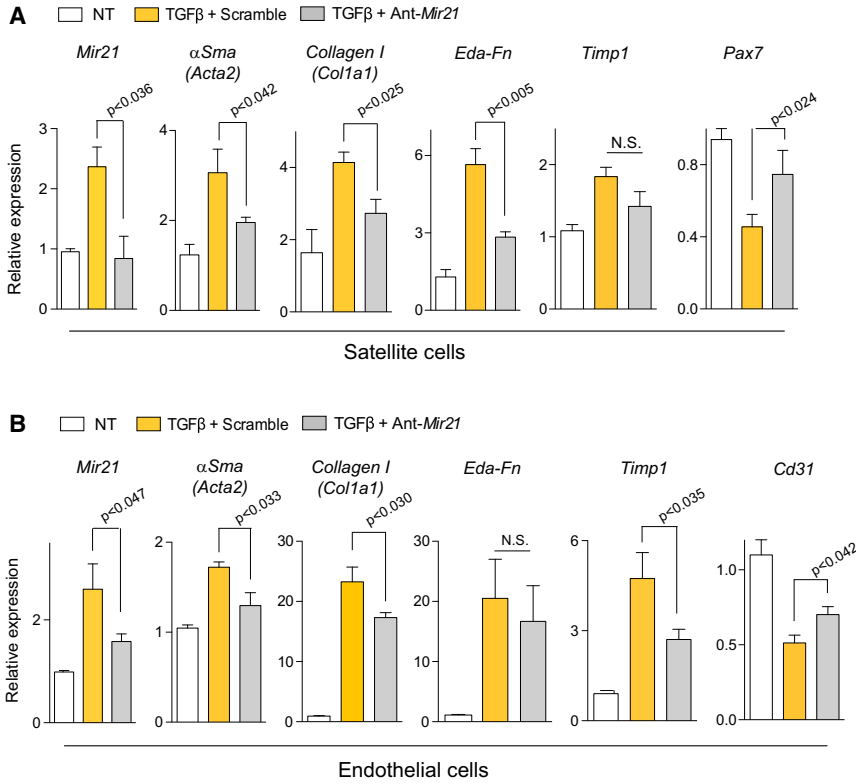 A
NT TGFβ + Scramble TGFβ + Ant-Mir21
Mir21
αSma
(Acta2)
Collagen I
(Col1a1)
Eda-Fn
Timp1
Pax7
p<0.036
p<0.042
p<0.025
p<0.005
N.S.
p<0.024
Relative expression
3
2
1
0
4
2
0
4
2
0
6
3
0
2
1
0
0.8
0.4
0.0
Satellite cells
B
NT TGFβ + Scramble TGFβ + Ant-Mir21
Mir21
αSma
(Acta2)
Collagen I
(Col1a1)
Eda-Fn
Timp1
Cd31
p<0.047
p<0.033
p<0.030
N.S.
p<0.035
p<0.042
Relative expression
2
0
2
1
0
30
20
10
0
30
20
10
0
6
3
0
1.0
0.5
0.0
Endothelial cells